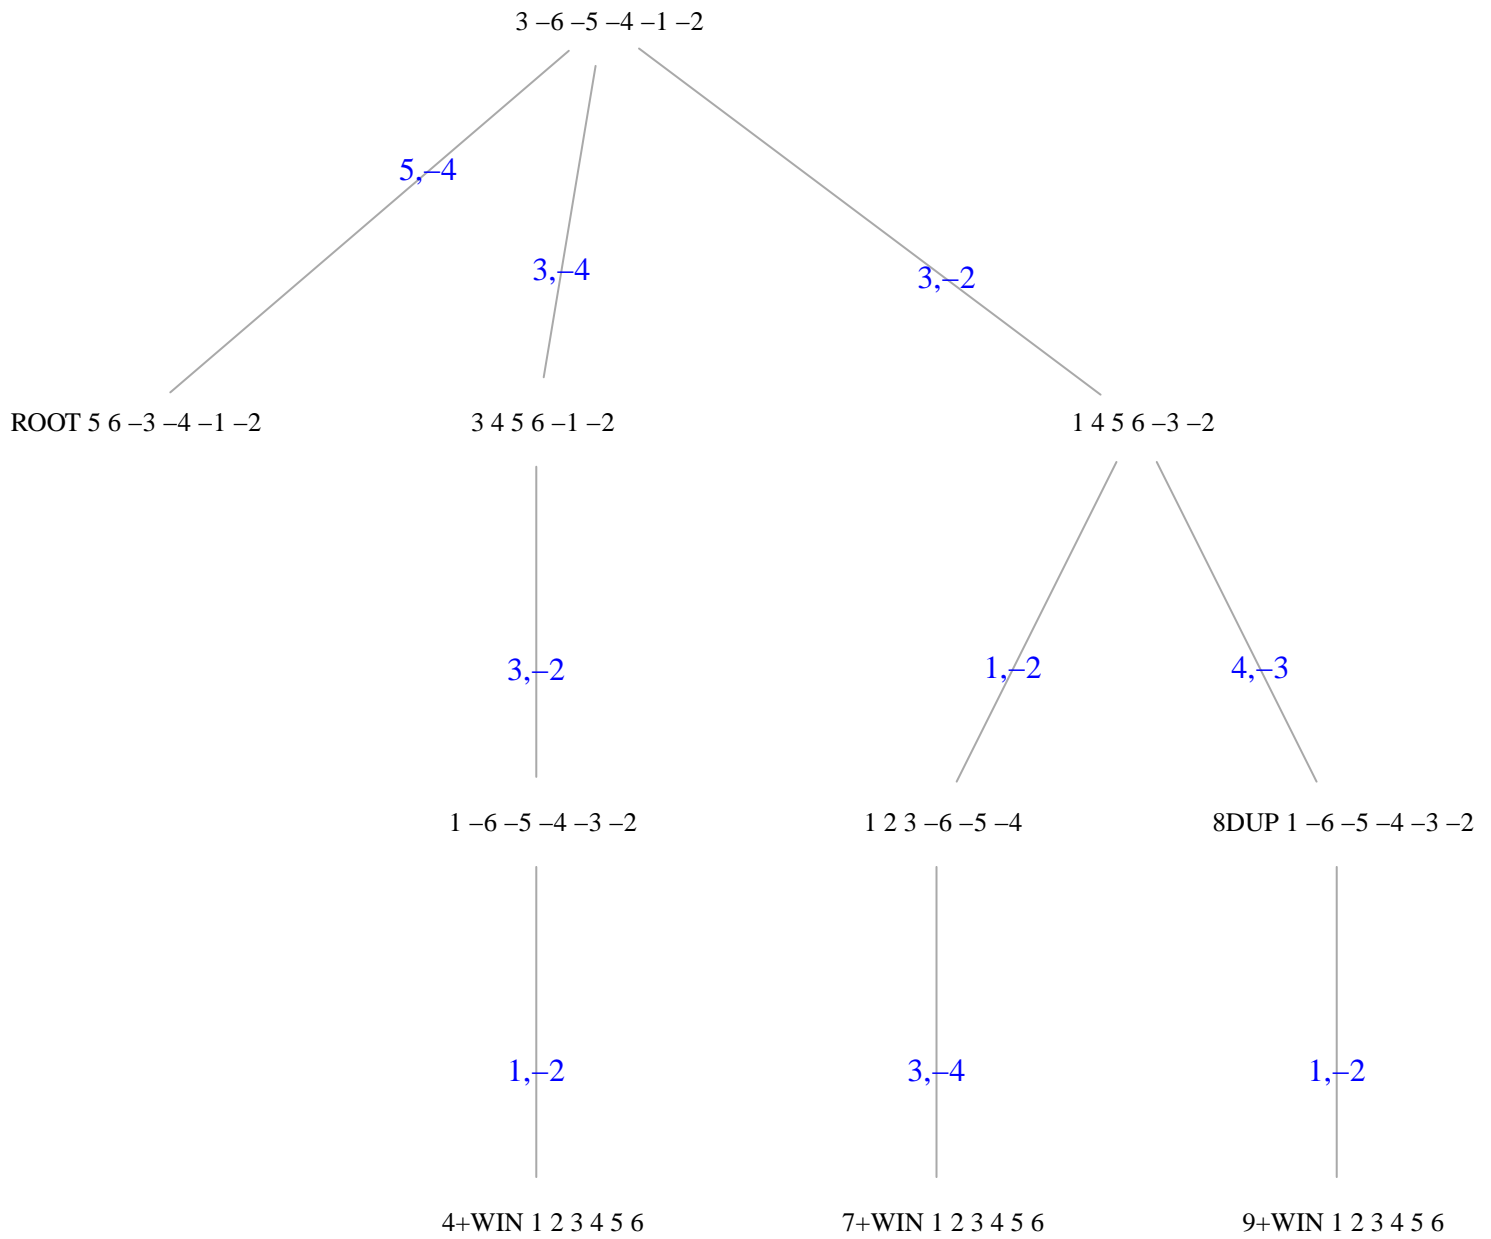 3 –6 –5 –4 –1 –2
5,–4
3,–4
3,–2
ROOT 5 6 –3 –4 –1 –2
3 4 5 6 –1 –2
1 4 5 6 –3 –2
3,–2
1,–2
4,–3
1 –6 –5 –4 –3 –2
1 2 3 –6 –5 –4
8DUP 1 –6 –5 –4 –3 –2
1,–2
3,–4
1,–2
4+WIN 1 2 3 4 5 6
7+WIN 1 2 3 4 5 6
9+WIN 1 2 3 4 5 6